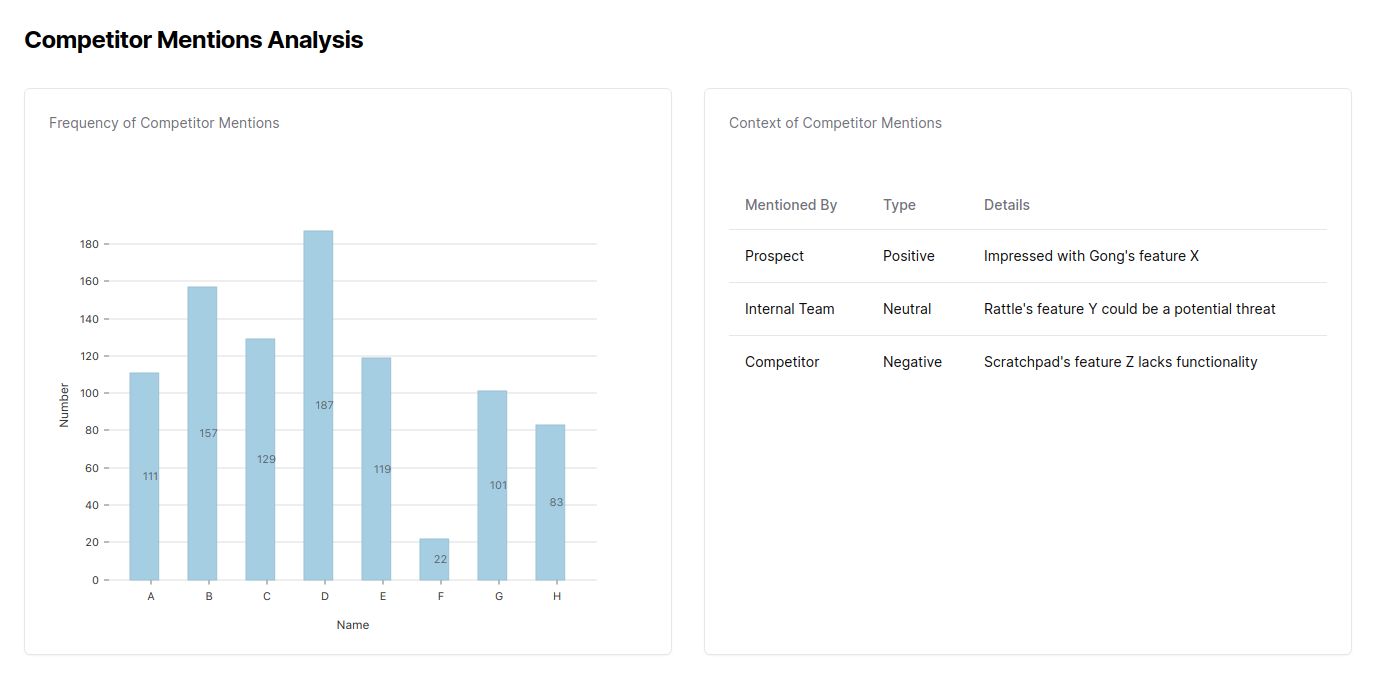 Competitor Mentions Analysis
Frequency of Competitor Mentions
180
160
140
120
100
80
60
40
20
0
Number
111
157
129
187
119
22
101
83
A B C D E F G H
Name
Context of Competitor Mentions
Mentioned By Type Details
Prospect Positive Impressed with Gong's feature X
Internal Team Neutral Rattle's feature Y could be a potential threat
Competitor Negative Scratchpad's feature Z lacks functionality